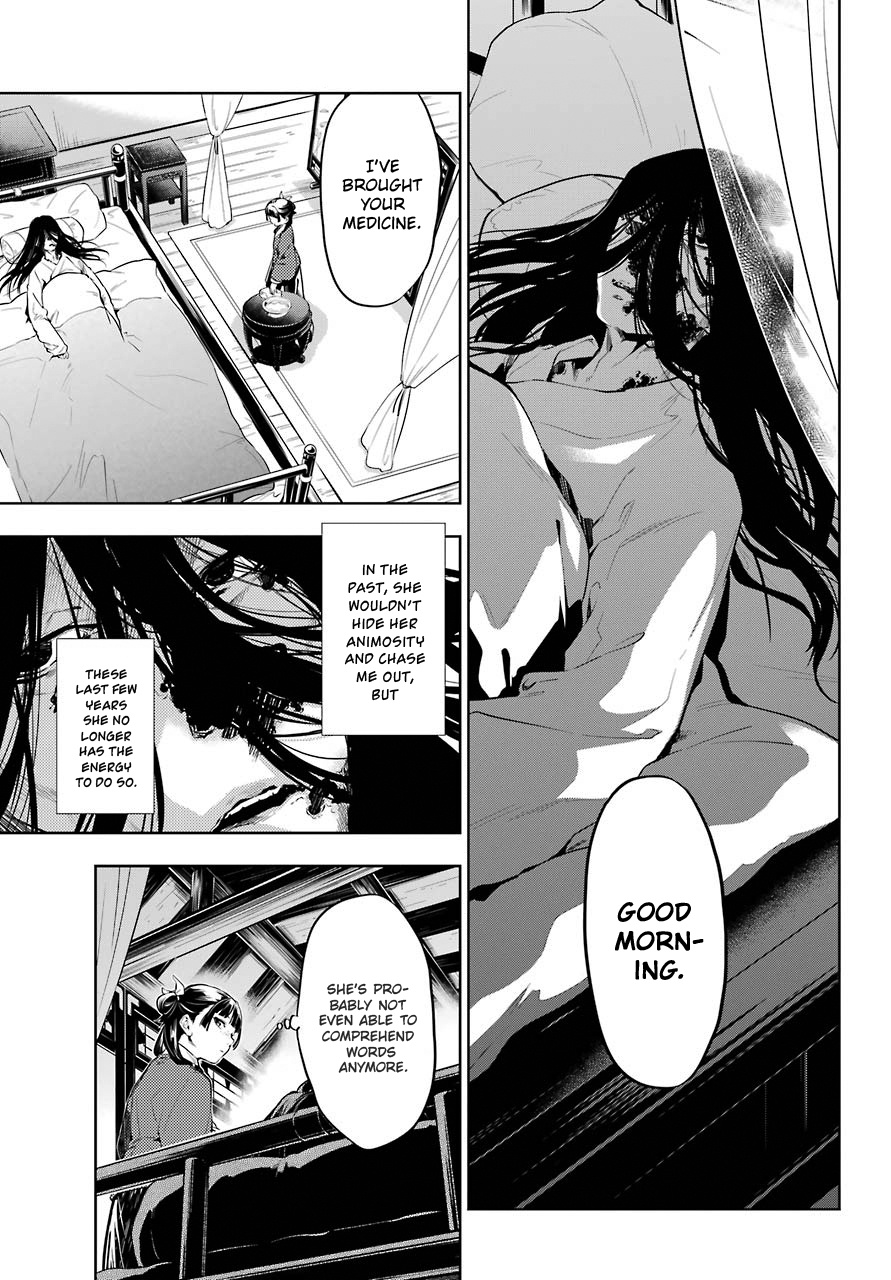 GOOD
MORN-
ING.
I'VE
BROUGHT
YOUR
MEDICINE.
IN THE
PAST, SHE
WOULDN'T
HIDE HER
ANIMOSITY
AND CHASE
ME OUT,
BUT
THESE
LAST FEW
YEARS
SHE NO
LONGER
HAS THE
ENERGY
TO DO SO.
SHE'S PRO-
BABLY NOT
EVEN ABLE TO
COMPREHEND
WORDS
ANYMORE.